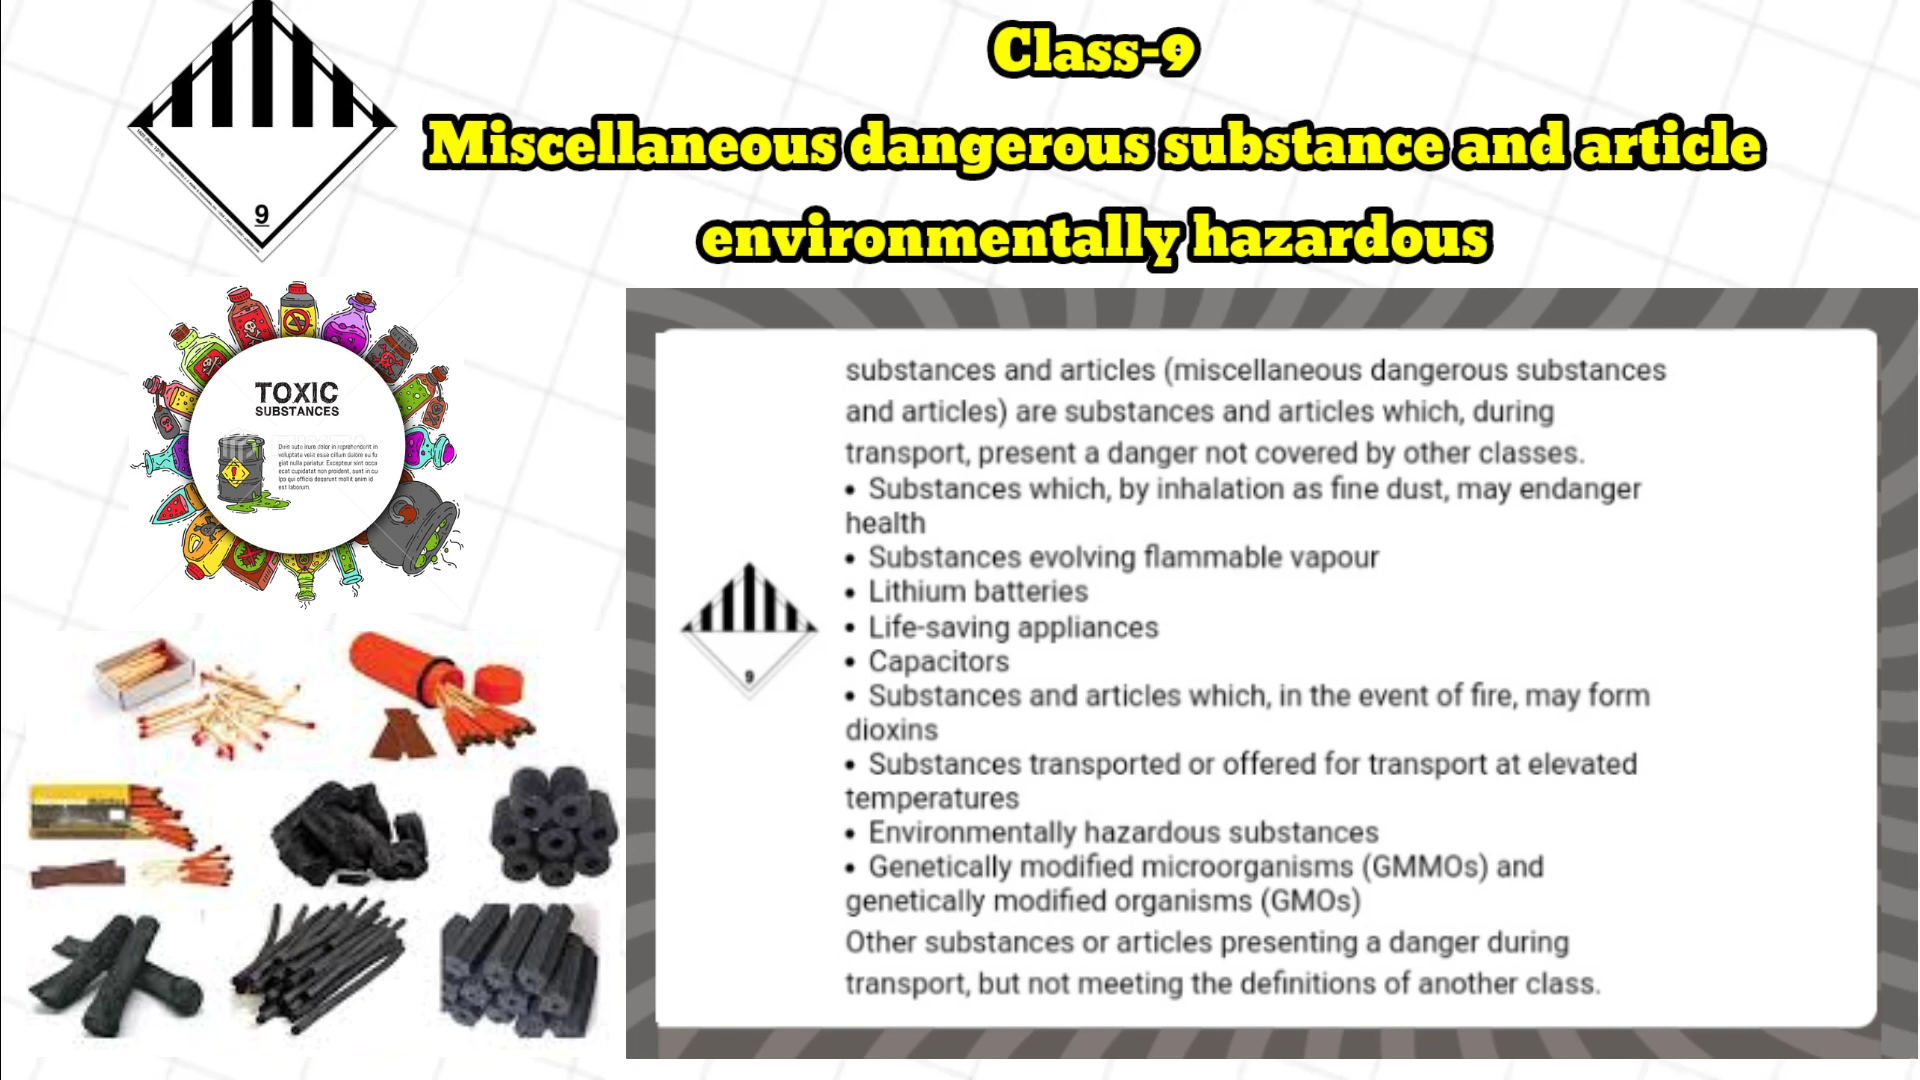 Class-9
Miscellaneous dangerous substance and article
environmentally hazardous
9
TOXIC
SUBSTANCES
substances and articles (miscellaneous dangerous substances
and articles) are substances and articles which, during
transport, present a danger not covered by other classes.
• Substances which, by inhalation as fine dust, may endanger
health
• Substances evolving flammable vapour
• Lithium batteries
• Life-saving appliances
• Capacitors
• Substances and articles which, in the event of fire, may form
dioxins
• Substances transported or offered for transport at elevated
temperatures
• Environmentally hazardous substances
• Genetically modified microorganisms (GMMOs) and
genetically modified organisms (GMOs)
Other substances or articles presenting a danger during
transport, but not meeting the definitions of another class.
9